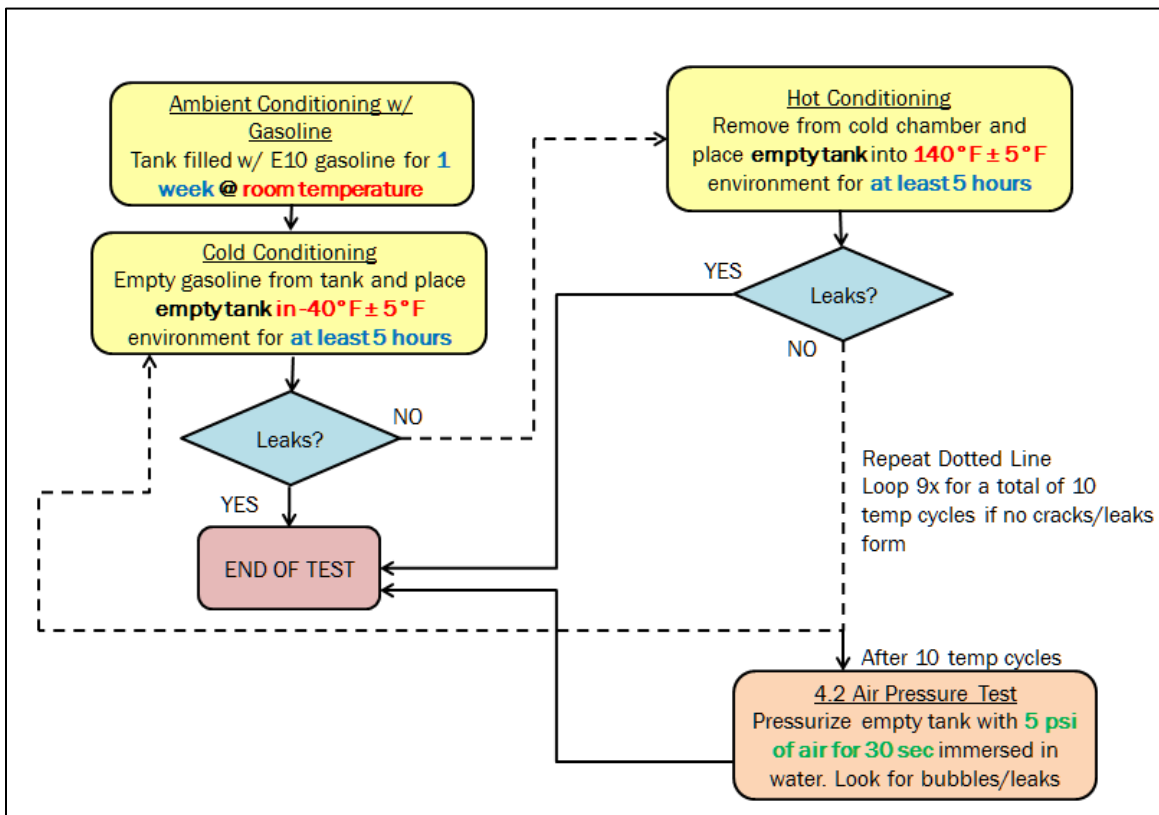 Ambient Conditioning w/
Gasoline
Tank filled w/ E10 gasoline for 1
week @ room temperature
Cold Conditioning
Empty gasoline from tank and place
empty tank in -40°F ± 5°F
environment for at least 5 hours
Leaks?
NO
YES
END OF TEST
Hot Conditioning
Remove from cold chamber and
place empty tank into 140°F ± 5°F
environment for at least 5 hours
YES
Leaks?
NO
Repeat Dotted Line
Loop 9x for a total of 10
temp cycles if no cracks/leaks
form
After 10 temp cycles
4.2 Air Pressure Test
Pressurize empty tank with 5 psi
of air for 30 sec immersed in
water. Look for bubbles/leaks